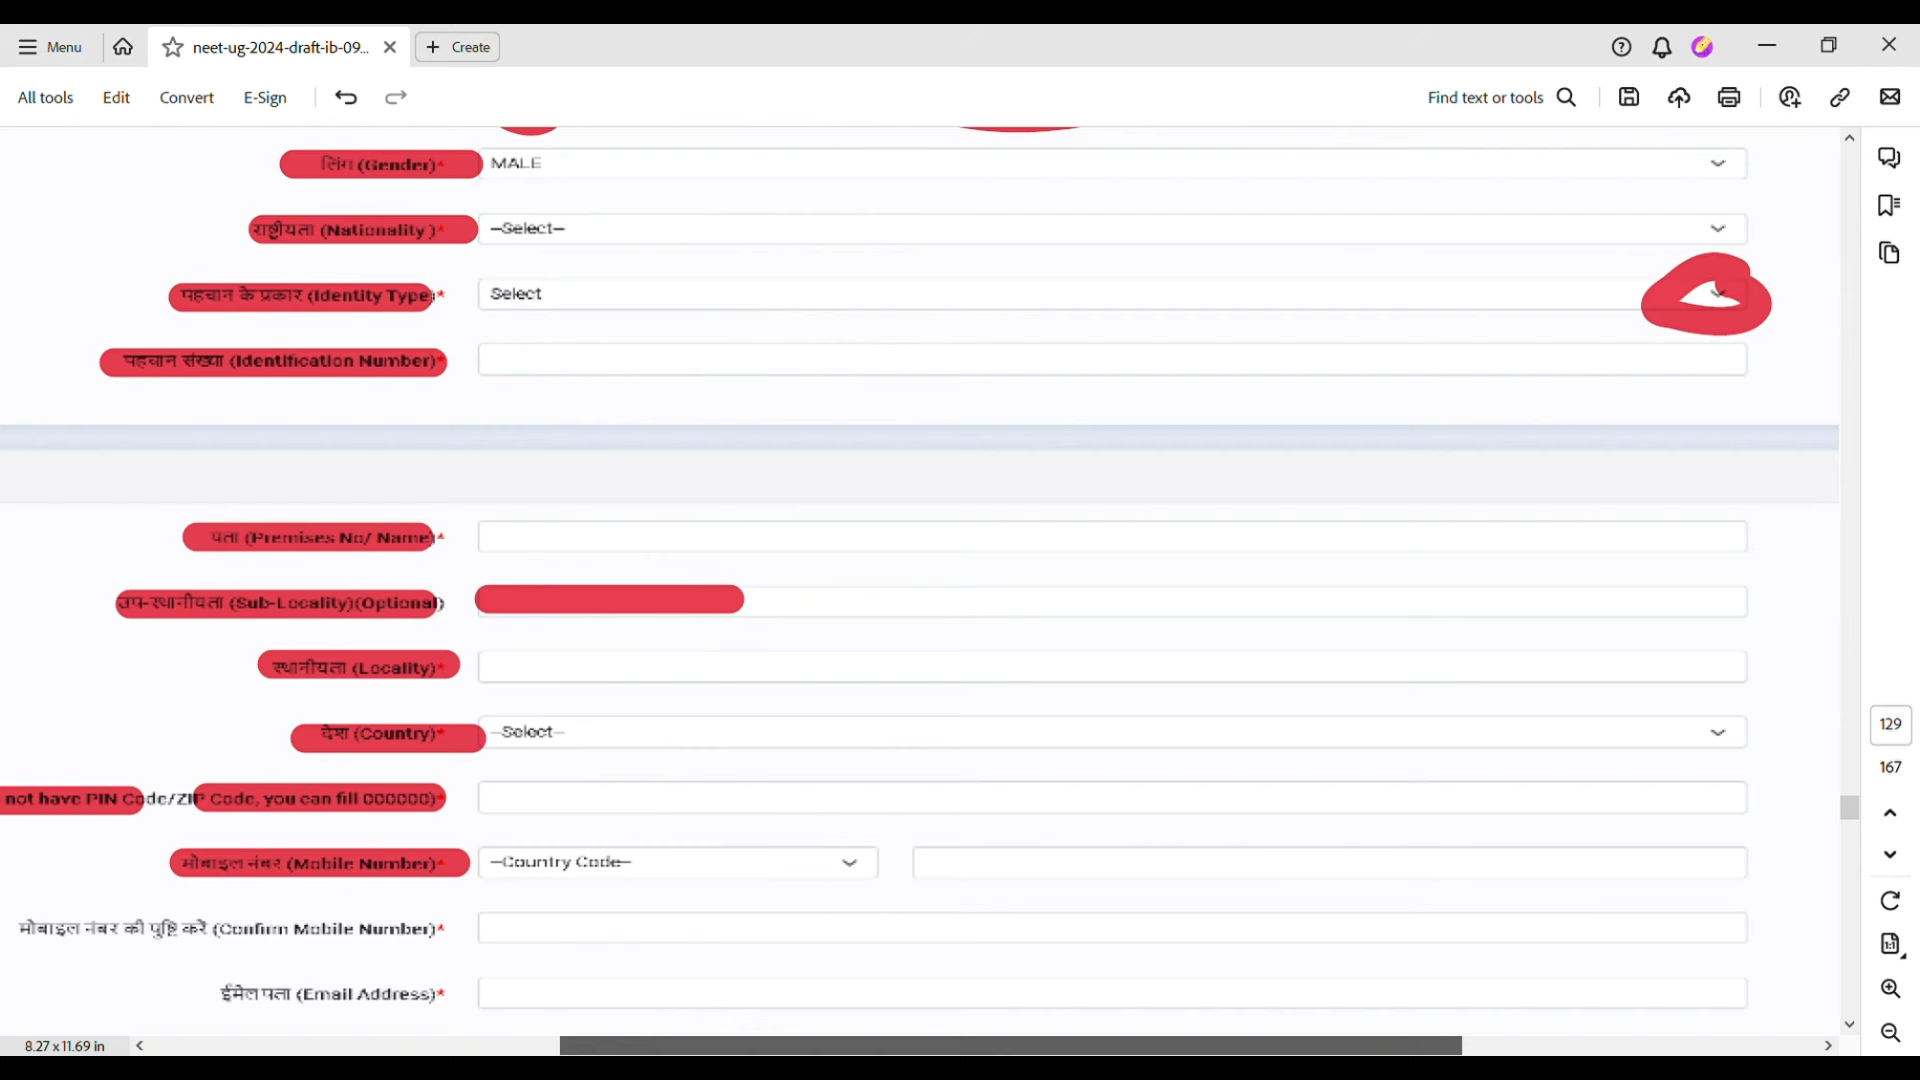 Menu
neet-ug-2024-draft-ib-09...
Create
All tools
Edit
Convert
E-Sign
Find text or tools
लिंग (Gender)*
MALE
राष्ट्रीयता (Nationality )*
—Select—
पहचान के प्रकार (Identity Type)*
Select
पहचान संख्या (Identification Number)*
पता (Premises No/ Name)*
उप-स्थानीयता (Sub-Locality)(Optional)
स्थानीयता (Locality)*
देश (Country)*
—Select—
not have PIN Code/ZIP Code, you can fill 000000)*
मोबाइल नंबर (Mobile Number)*
—Country Code—
मोबाइल नंबर की पुष्टि करें (Confirm Mobile Number)*
ईमेल पता (Email Address)*
129
167
1:1
8.27 x 11.69 in